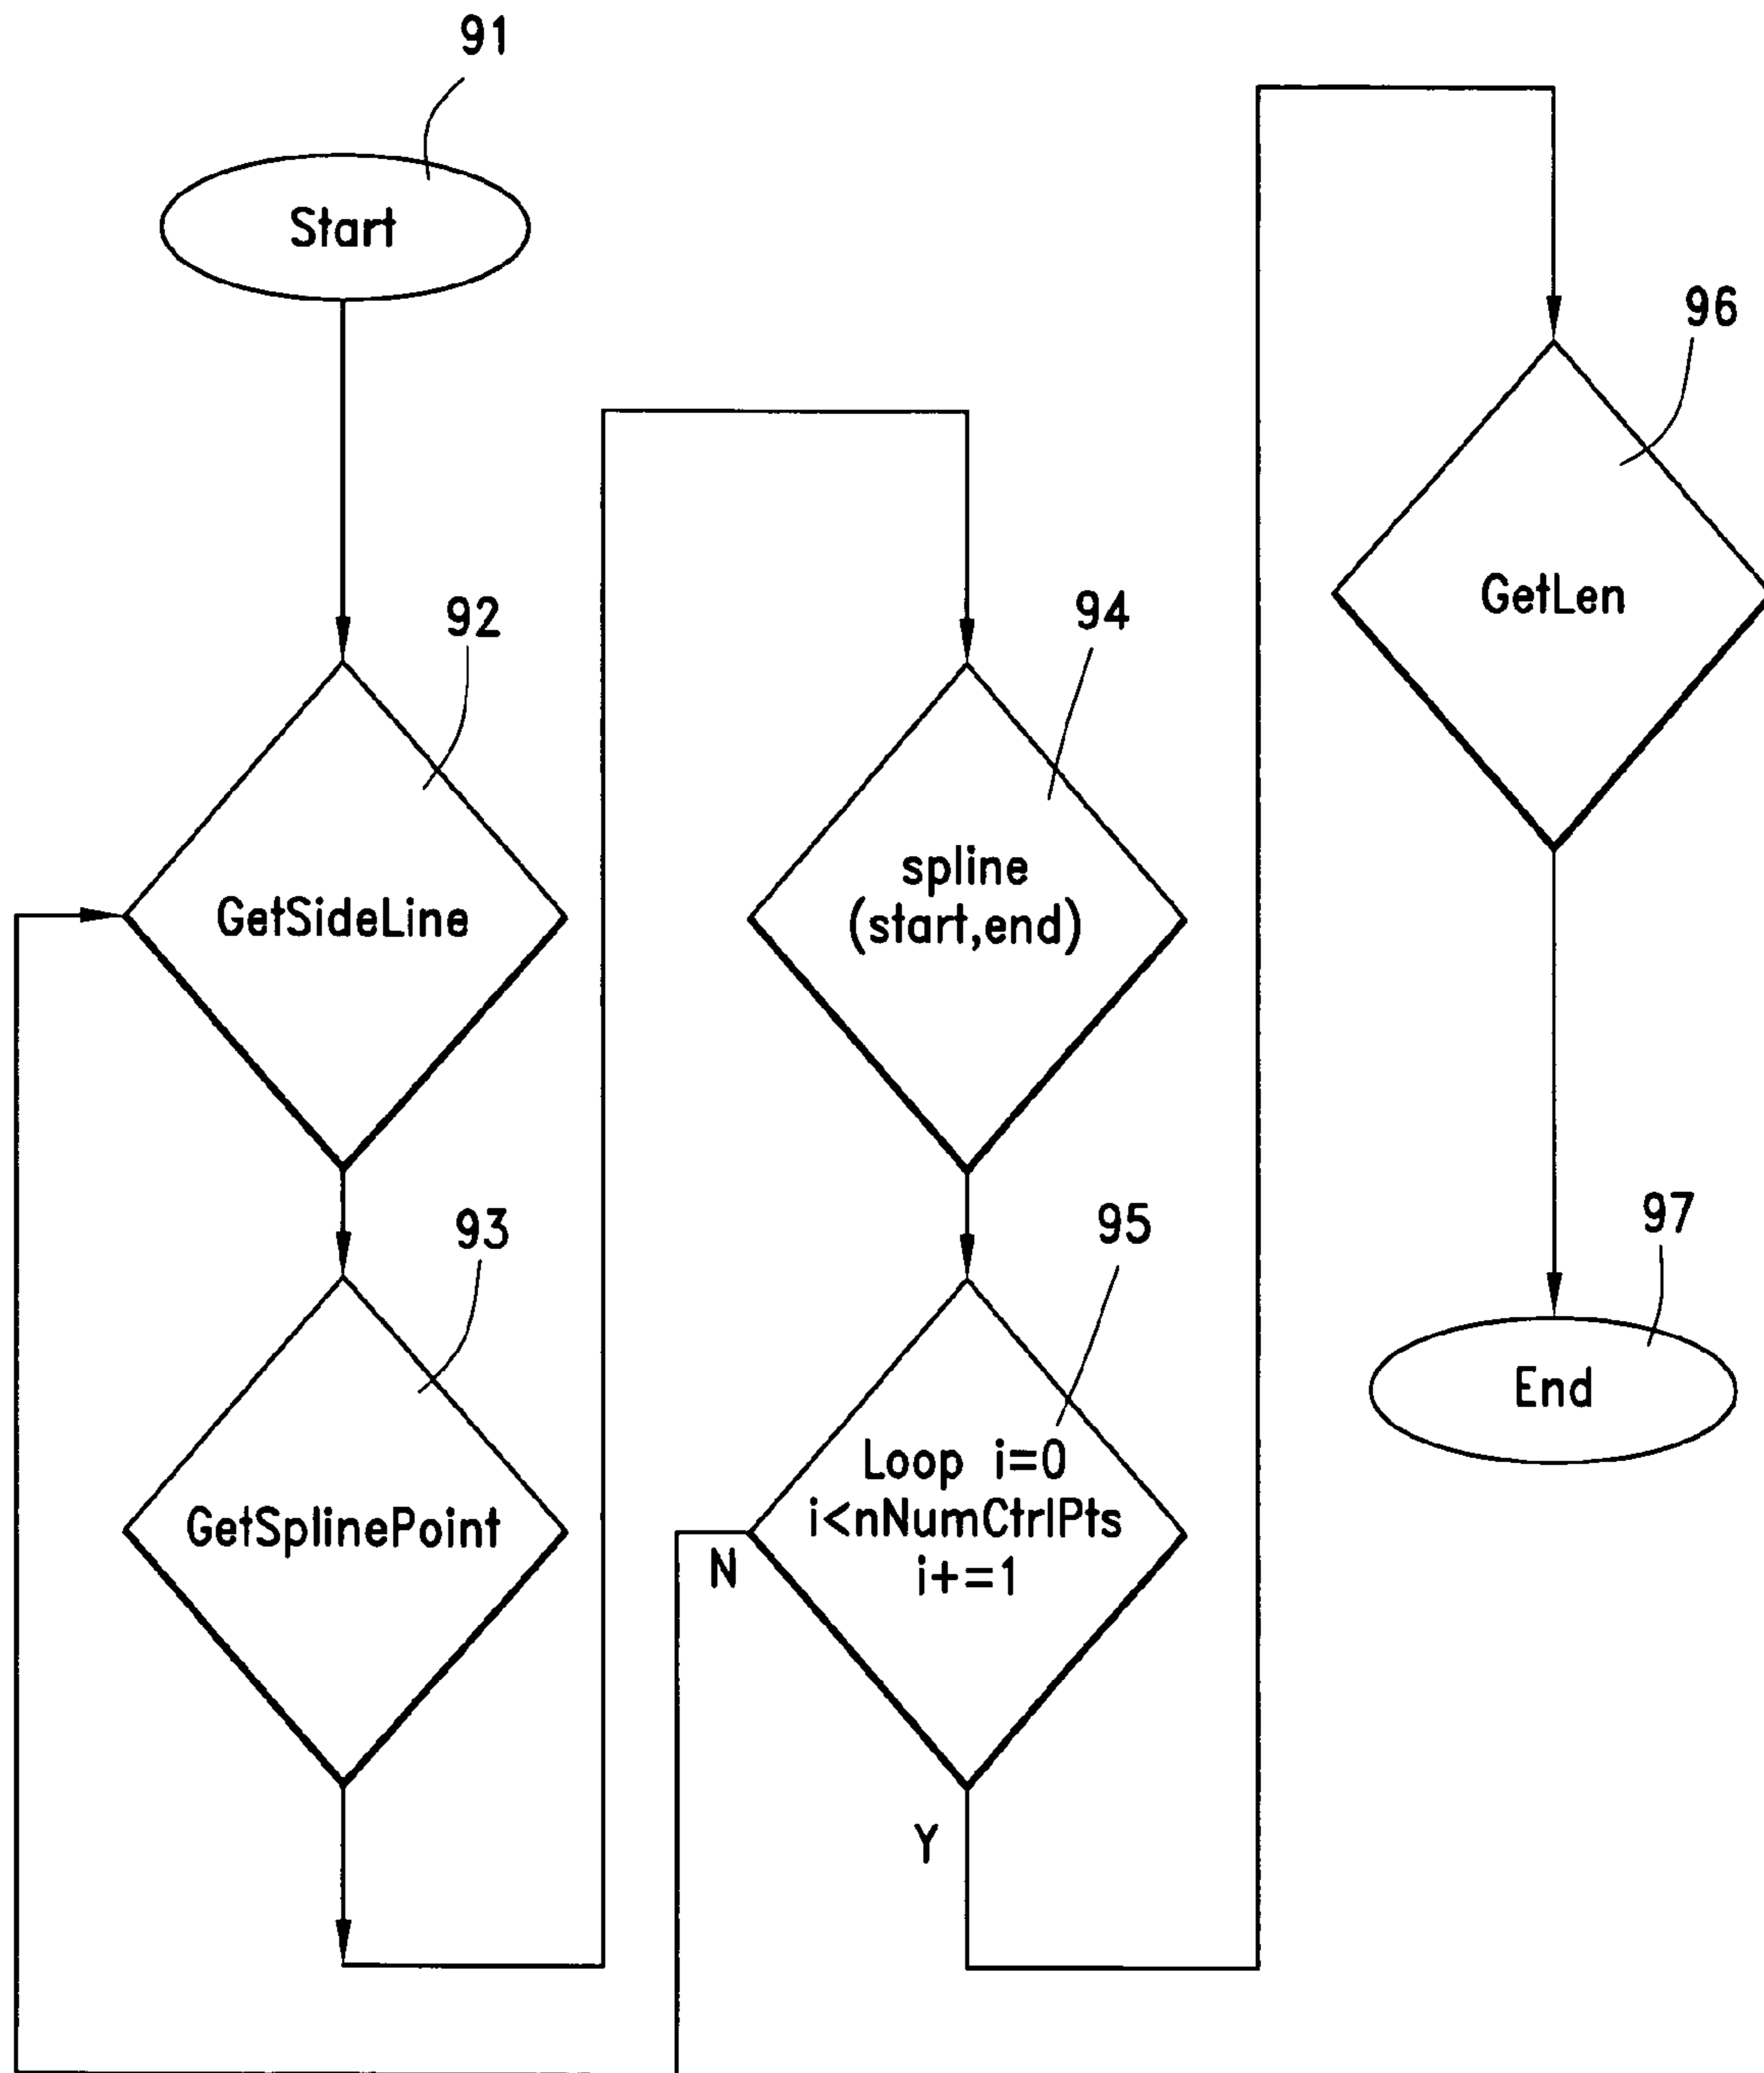 91
Start
92
GetSideLine
93
GetSplinePoint
94
spline
(start,end)
95
Loop i=0
i<nNumCtrlPts
i+=1
N
Y
96
GetLen
97
End